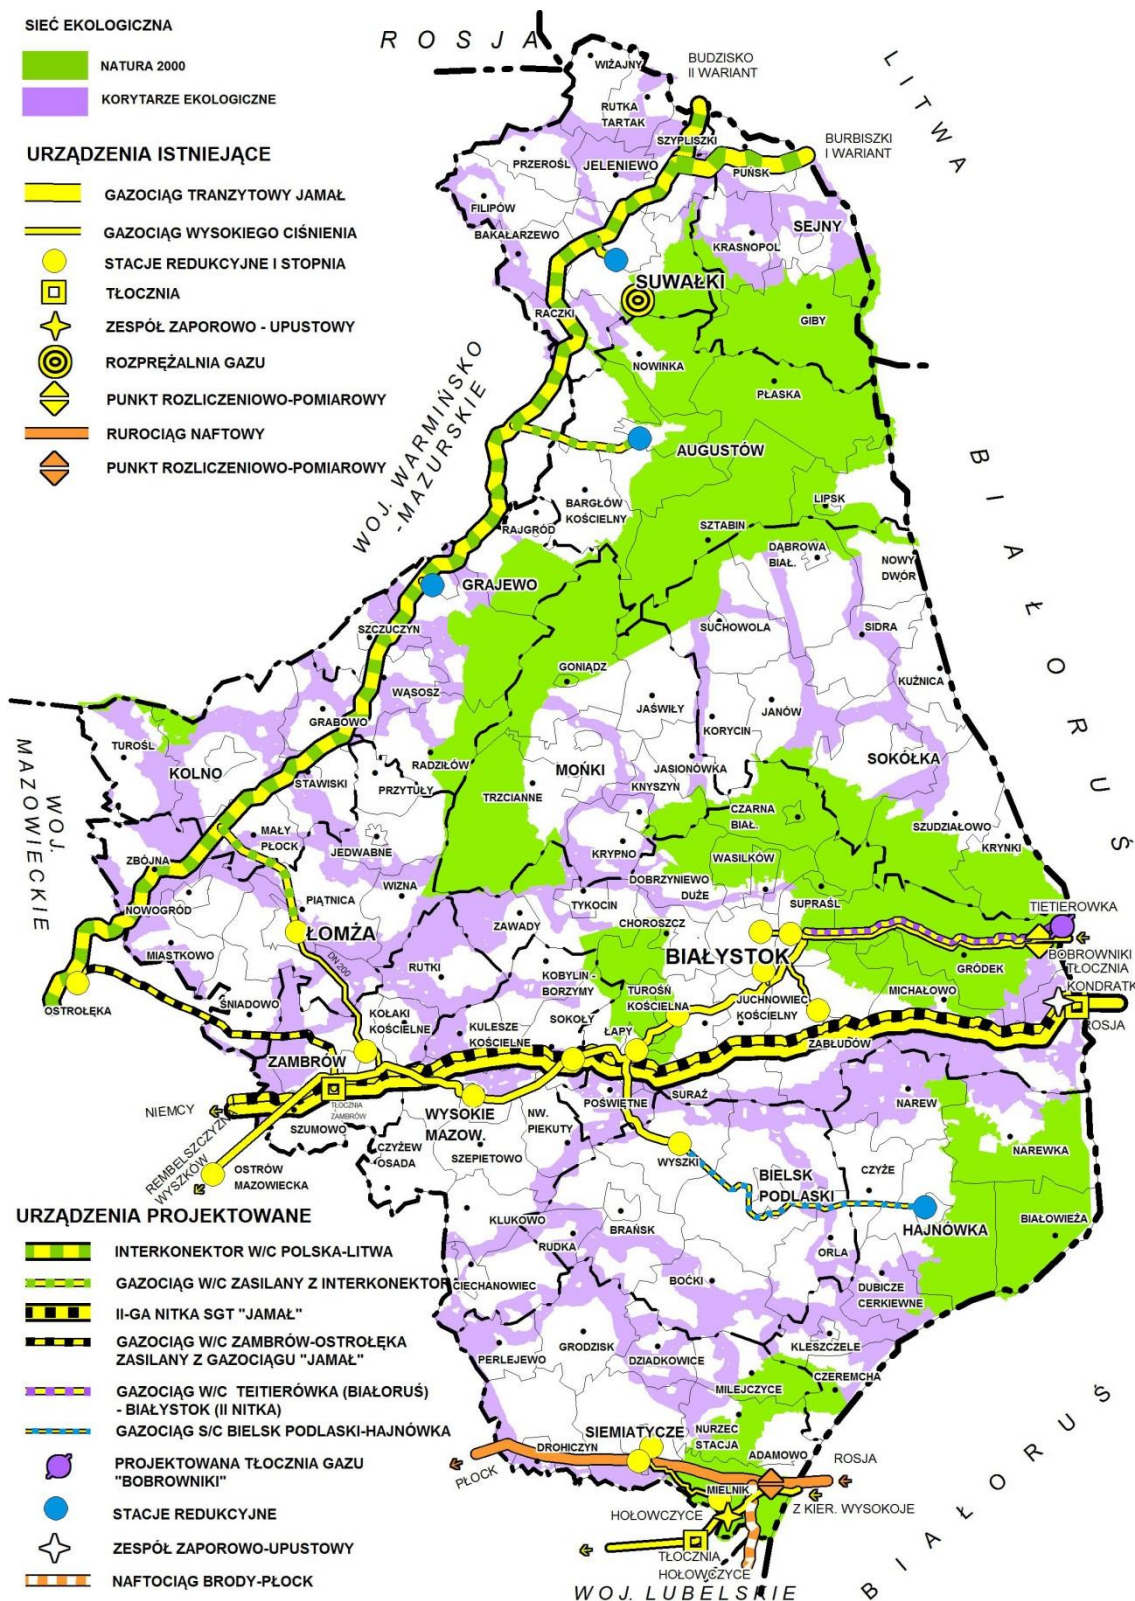 SIEĆ EKOLOGICZNA
NATURA 2000
KORYTARZE EKOLOGICZNE
URZĄDZENIA ISTNIEJĄCE
GAZOCIĄG TRANZYTOWY JAMAŁ
GAZOCIĄG WYSOKIEGO CIŚNIENIA
STACJE REDUKCYJNE I STOPNIA
TŁOCZNIA
ZESPÓŁ ZAPOROWO - UPUSTOWY
ROZPRĘŻALNIA GAZU
PUNKT ROZLICZENIOWO-POMIAROWY
RUROCIĄG NAFTOWY
PUNKT ROZLICZENIOWO-POMIAROWY
ROSJA
LITWA
BIAŁORUŚ
BIAŁORUŚ
WOJ. WARMIŃSKO
-MAZURSKIE
WOJ.
MAZOWIECKIE
WOJ. LUBELSKIE
BUDZISKO
II WARIANT
BURBISZKI
I WARIANT
WIŻAJNY
RUTKA
TARTAK
SZYPLISZKI
PRZEROŚL
JELENIEWO
PUŃSK
FILIPÓW
BAKAŁARZEWO
KRASNOPOL
SEJNY
SUWAŁKI
RACZKI
GIBY
NOWINKA
PŁASKA
AUGUSTÓW
BARGŁÓW
KOŚCIELNY
RAJGRÓD
LIPSK
SZTABIN
DĄBROWA
BIAŁ.
NOWY
DWÓR
GRAJEWO
SZCZUCZYN
SUCHOWOLA
SIDRA
GONIĄDZ
KUŹNICA
WĄSOSZ
GRABOWO
JAŚWIŁY
JANÓW
KORYCIN
TUROŚL
KOLNO
RADZIŁÓW
MOŃKI
JASIONÓWKA
SOKÓŁKA
STAWISKI
PRZYTUŁY
TRZCIANNE
KNYSZYN
CZARNA
BIAŁ.
MAŁY
PŁOCK
SZUDZIAŁOWO
JEDWABNE
KRYNKI
ZBÓJNA
KRYPNO
WASILKÓW
WIZNA
DOBRZYNIEWO
DUŻE
PIĄTNICA
TYKOCIN
SUPRAŚL
TIETIEROWKA
NOWOGRÓD
ZAWADY
CHOROSZCZ
ŁOMŻA
MIASTKOWO
BIAŁYSTOK
BOBROWNIKI
TŁOCZNIA
KONDRATKI
DN 200
RUTKI
KOBYLIN -
BORZYMY
GRÓDEK
TUROŚŃ
KOŚCIELNA
JUCHNOWIEC
KOŚCIELNY
MICHAŁOWO
OSTROŁĘKA
ŚNIADOWO
KOŁAKI
KOŚCIELNE
SOKOŁY
KULESZE
KOŚCIELNE
ŁAPY
ROSJA
ZABŁUDÓW
ZAMBRÓW
TŁOCZNIA
ZAMBRÓW
NIEMCY
SURAŻ
POŚWIĘTNE
NAREW
WYSOKIE
MAZOW.
NW.
PIEKUTY
SZUMOWO
REMBELSZCZYZNA
WYSZKÓW
CZYŻEW
OSADA
SZEPIETOWO
NAREWKA
WYSZKI
CZYŻE
OSTRÓW
MAZOWIECKA
BIELSK
PODLASKI
KLUKOWO
BRAŃSK
HAJNÓWKA
BIAŁOWIEŻA
RUDKA
ORLA
CIECHANOWIEC
BOĆKI
DUBICZE
CERKIEWNE
GRODZISK
PERLEJEWO
DZIADKOWICE
KLESZCZELE
MILEJCZYCE
CZEREMCHA
NURZEC
STACJA
SIEMIATYCZE
DROHICZYN
ADAMOWO
ROSJA
PŁOCK
MIELNIK
Z KIER. WYSOKOJE
HOŁOWCZYCE
TŁOCZNIA
HOŁOWCZYCE
URZĄDZENIA PROJEKTOWANE
INTERKONEKTOR W/C POLSKA-LITWA
GAZOCIĄG W/C ZASILANY Z INTERKONEKTOR
II-GA NITKA SGT "JAMAŁ"
GAZOCIĄG W/C ZAMBRÓW-OSTROŁĘKA
ZASILANY Z GAZOCIĄGU "JAMAŁ"
GAZOCIĄG W/C TEITIERÓWKA (BIAŁORUŚ)
- BIAŁYSTOK (II NITKA)
GAZOCIĄG S/C BIELSK PODLASKI-HAJNÓWKA
PROJEKTOWANA TŁOCZNIA GAZU
"BOBROWNIKI"
STACJE REDUKCYJNE
ZESPÓŁ ZAPOROWO-UPUSTOWY
NAFTOCIĄG BRODY-PŁOCK